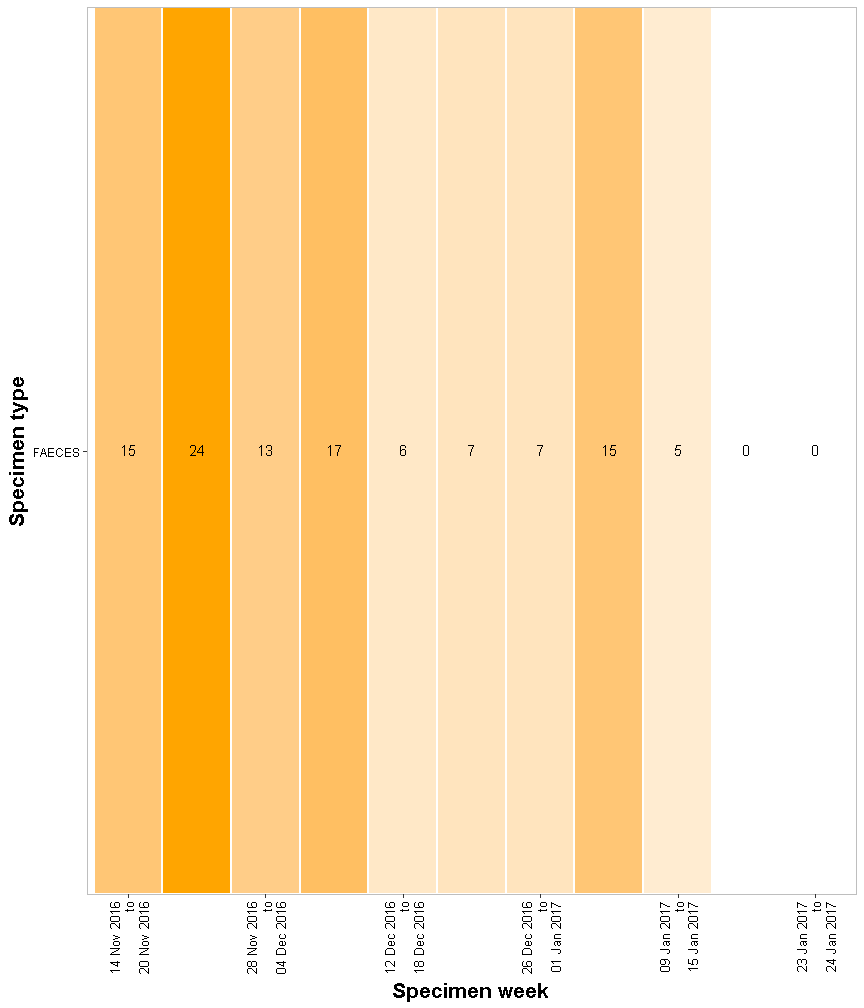 Specimen type
FAECES
15 24 13 17 6 7 7 15 5 0 0
14 Nov 2016
to
20 Nov 2016
28 Nov 2016
to
04 Dec 2016
12 Dec 2016
to
18 Dec 2016
26 Dec 2016
to
01 Jan 2017
09 Jan 2017
to
15 Jan 2017
23 Jan 2017
to
24 Jan 2017
Specimen week